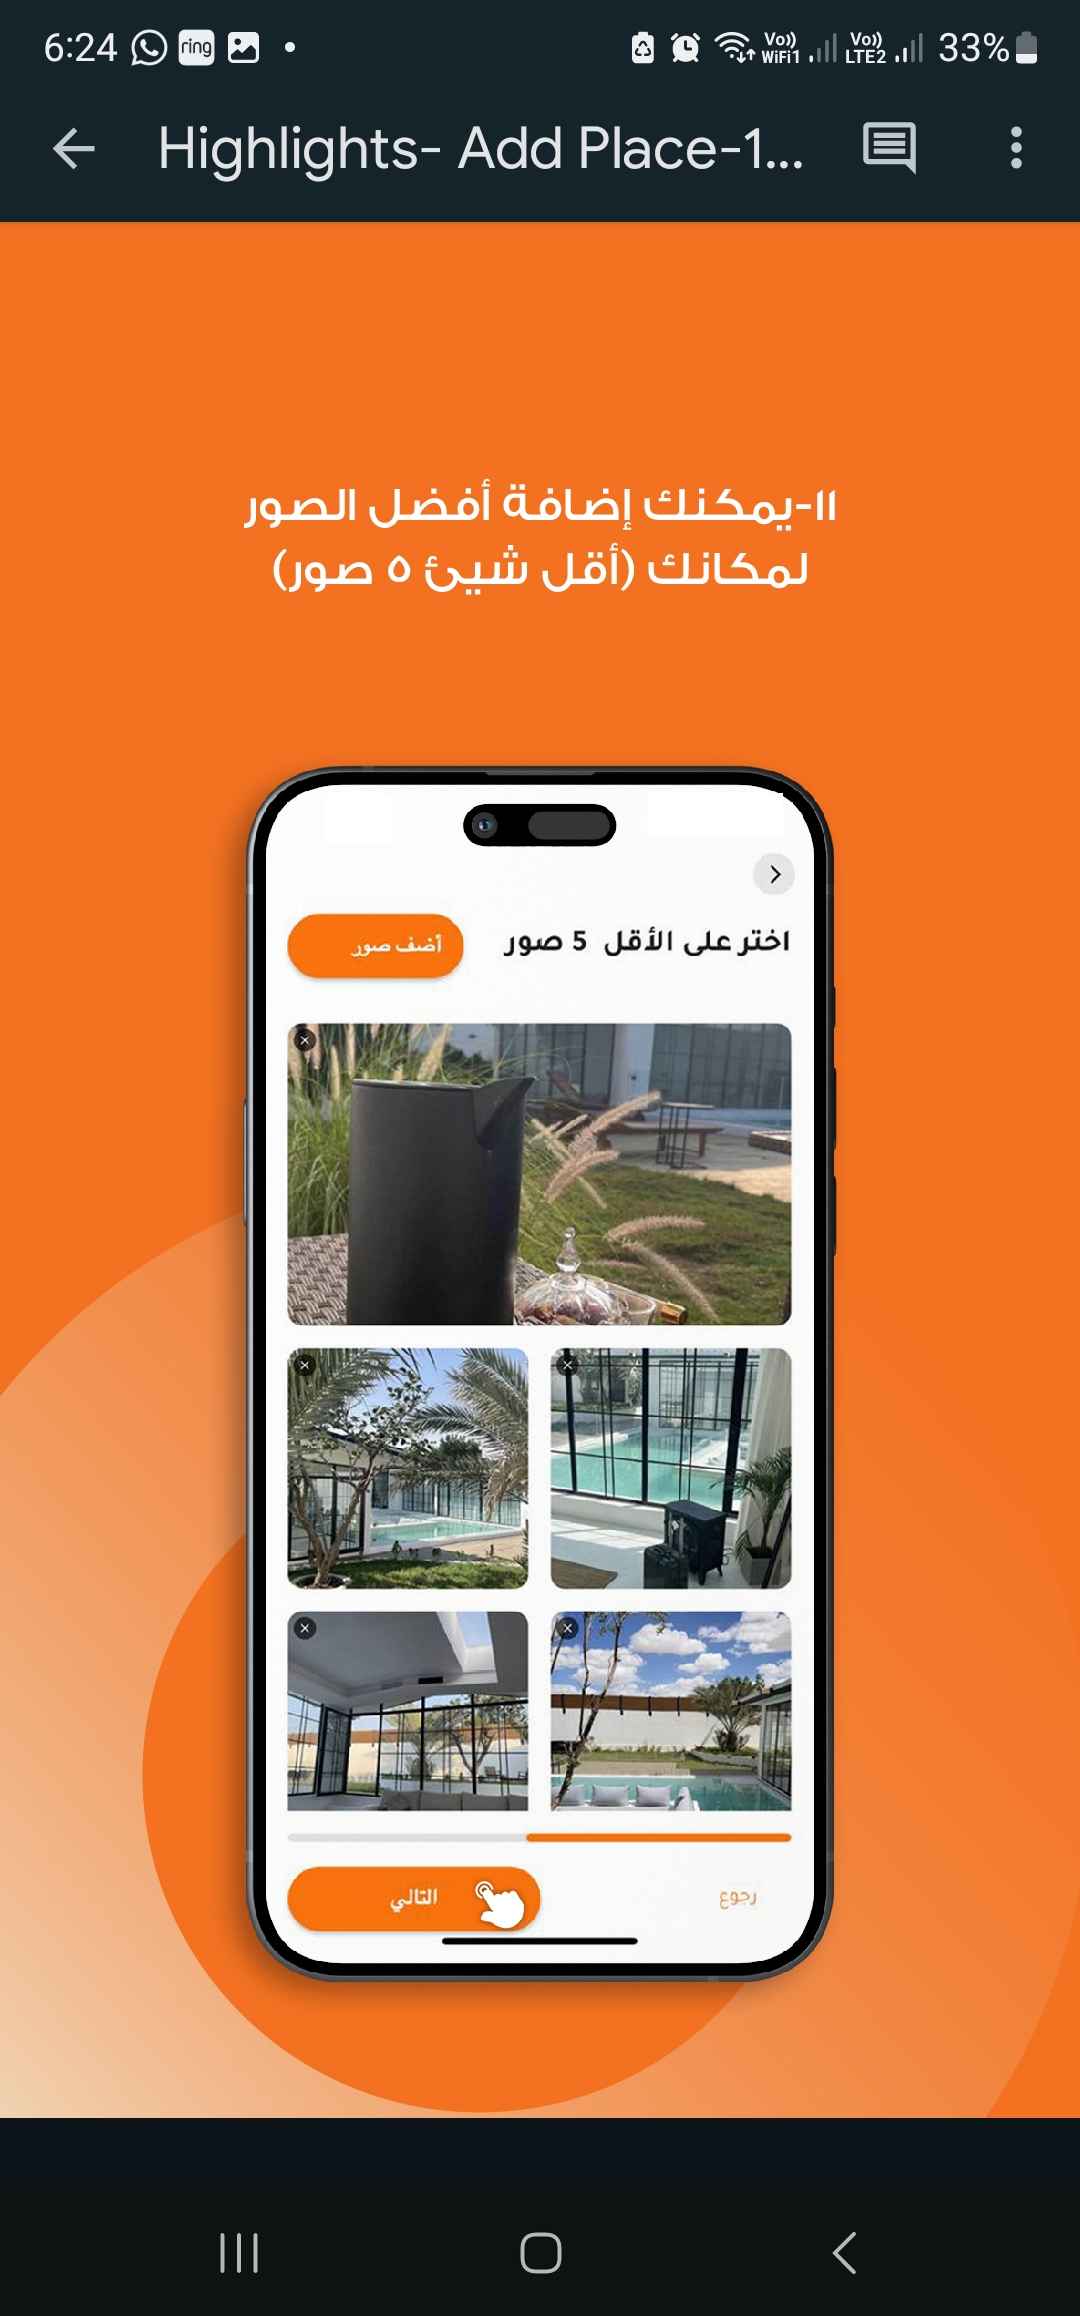 6:24
ring
Vo))
WiFi1
Vo))
LTE2
33%
Highlights- Add Place-1...
١١-يمكنك إضافة أفضل الصور
لمكانك (أقل شيئ ٥ صور)
اختر على الأقل 5 صور
أضف صور
رجوع
التالي